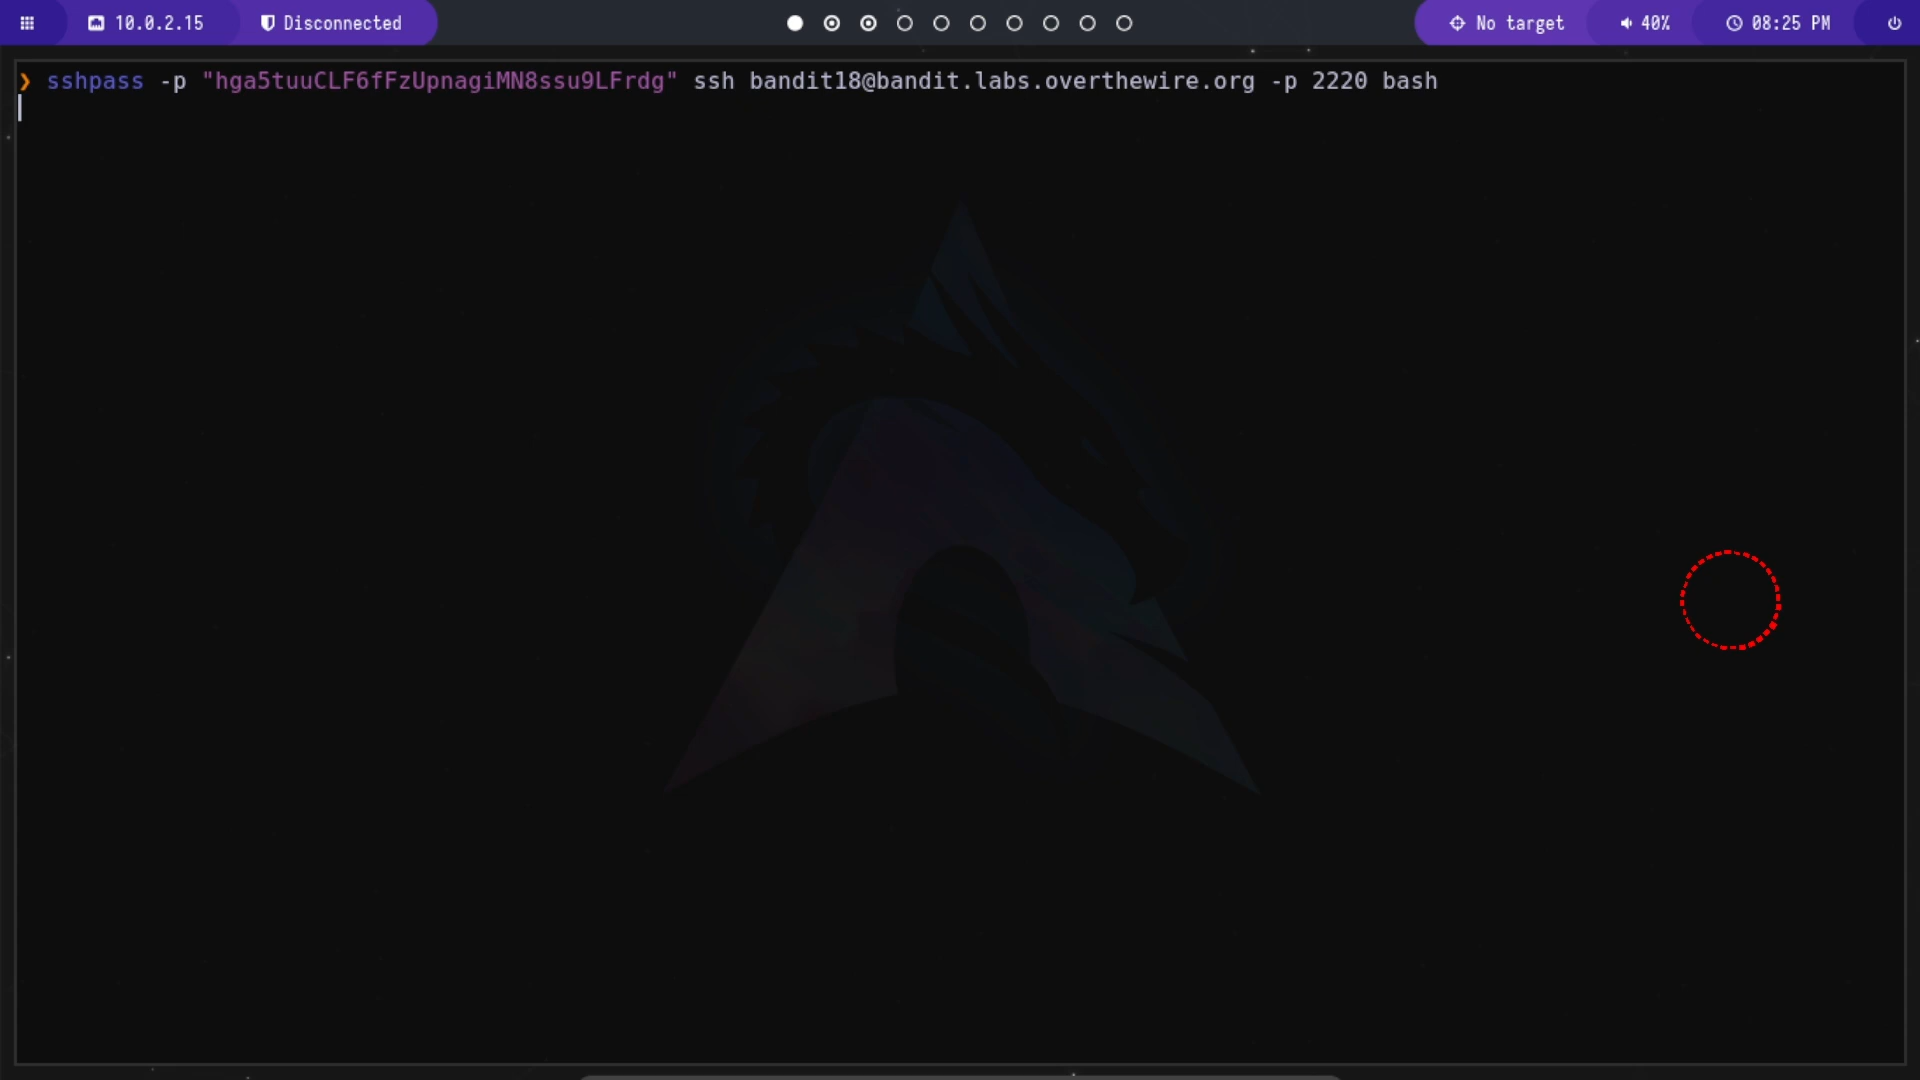 10.0.2.15 Disconnected No target 40% 08:25 PM
❯ sshpass -p "hga5tuuCLF6fFzUpnagiMN8ssu9LFrdg" ssh bandit18@bandit.labs.overthewire.org -p 2220 bash